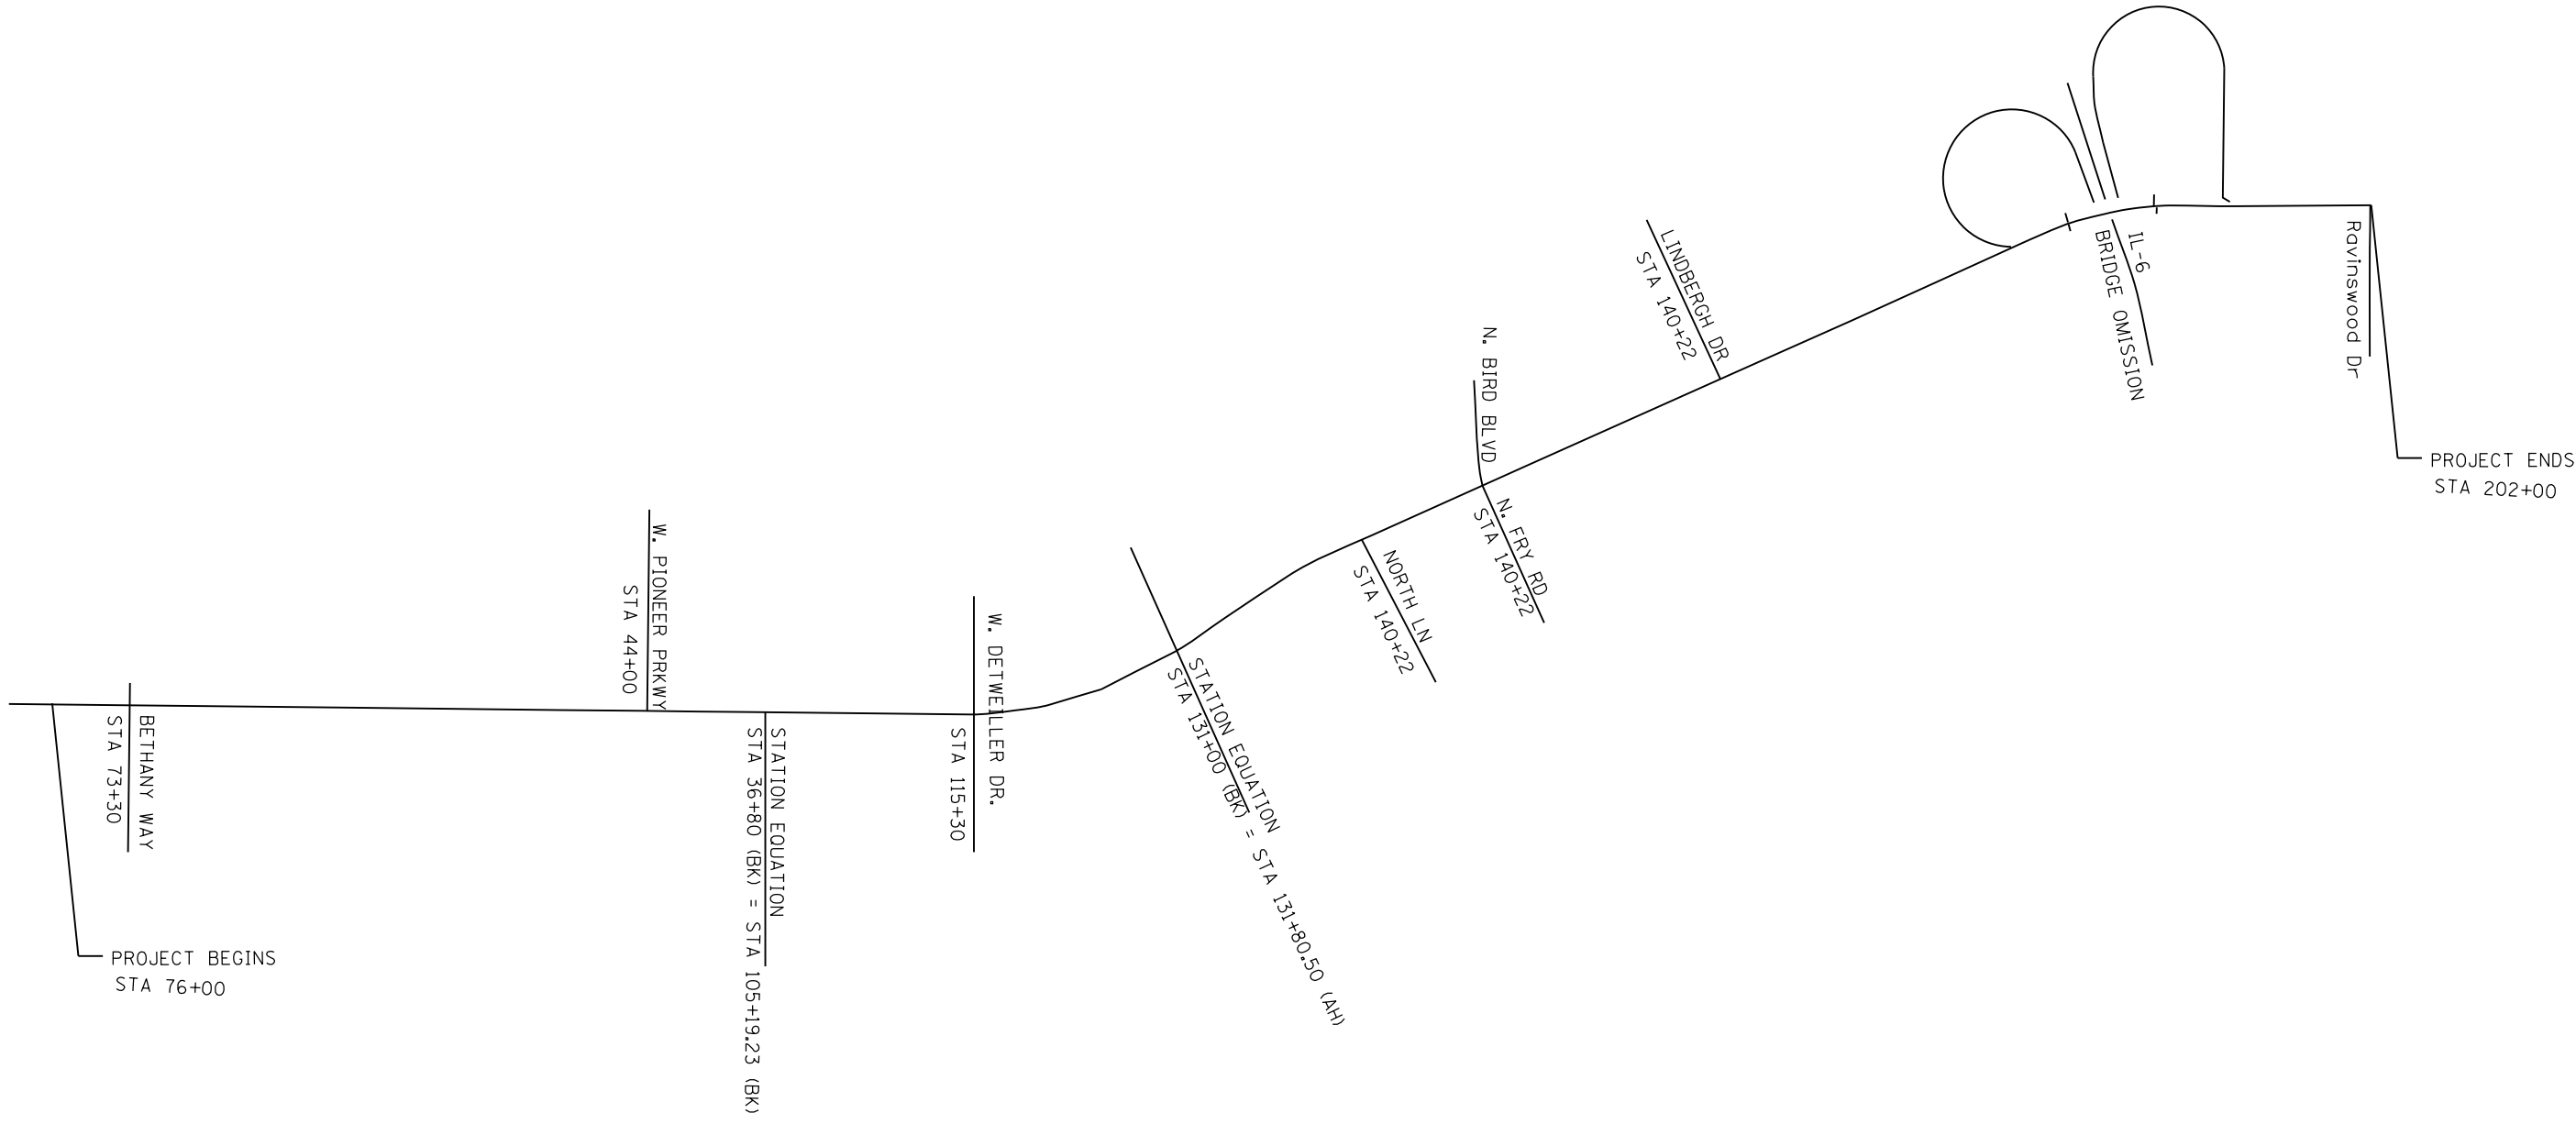 PROJECT BEGINS
STA 76+00
BETHANY WAY
STA 73+30
W. PIONEER PRKWY
STA 44+00
STATION EQUATION
STA 36+80 (BK) = STA 105+19.23 (BK)
W. DETWEILLER DR.
STA 115+30
STATION EQUATION
STA 131+00 (BK) = STA 131+80.50 (AH)
NORTH LN
STA 140+22
N. BIRD BLVD
N. FRY RD
STA 140+22
LINDBERGH DR
STA 140+22
IL-6
BRIDGE OMISSION
Ravinswood Dr
PROJECT ENDS
STA 202+00